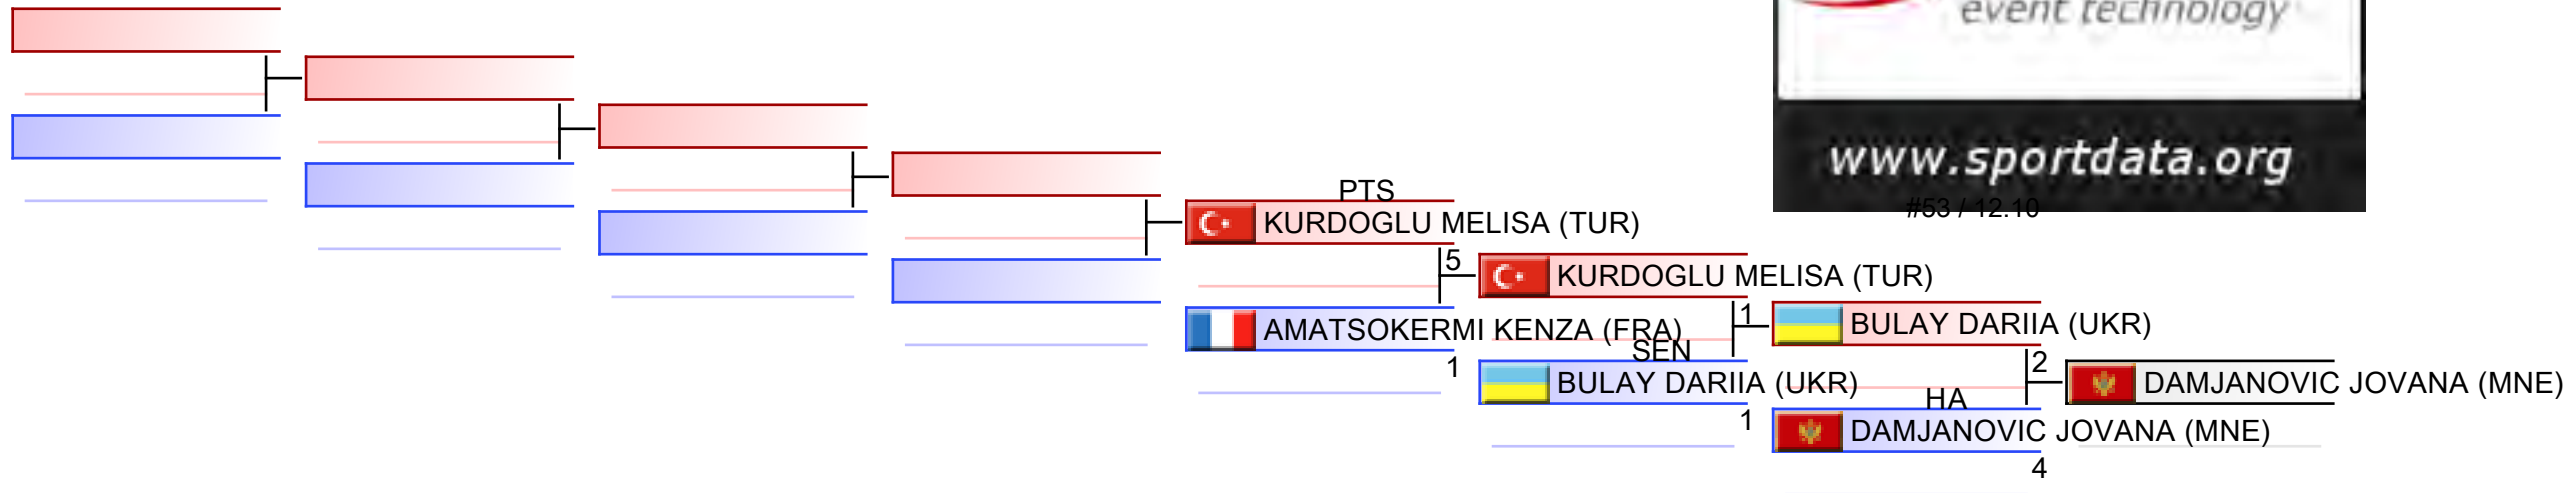 event technology
www.sportdata.org
#53 / 12.10
PTS
KURDOGLU MELISA (TUR)
5
KURDOGLU MELISA (TUR)
AMATSOKERMI KENZA (FRA)
1
1
BULAY DARIIA (UKR)
SEN
BULAY DARIIA (UKR)
1
2
DAMJANOVIC JOVANA (MNE)
HA
DAMJANOVIC JOVANA (MNE)
4